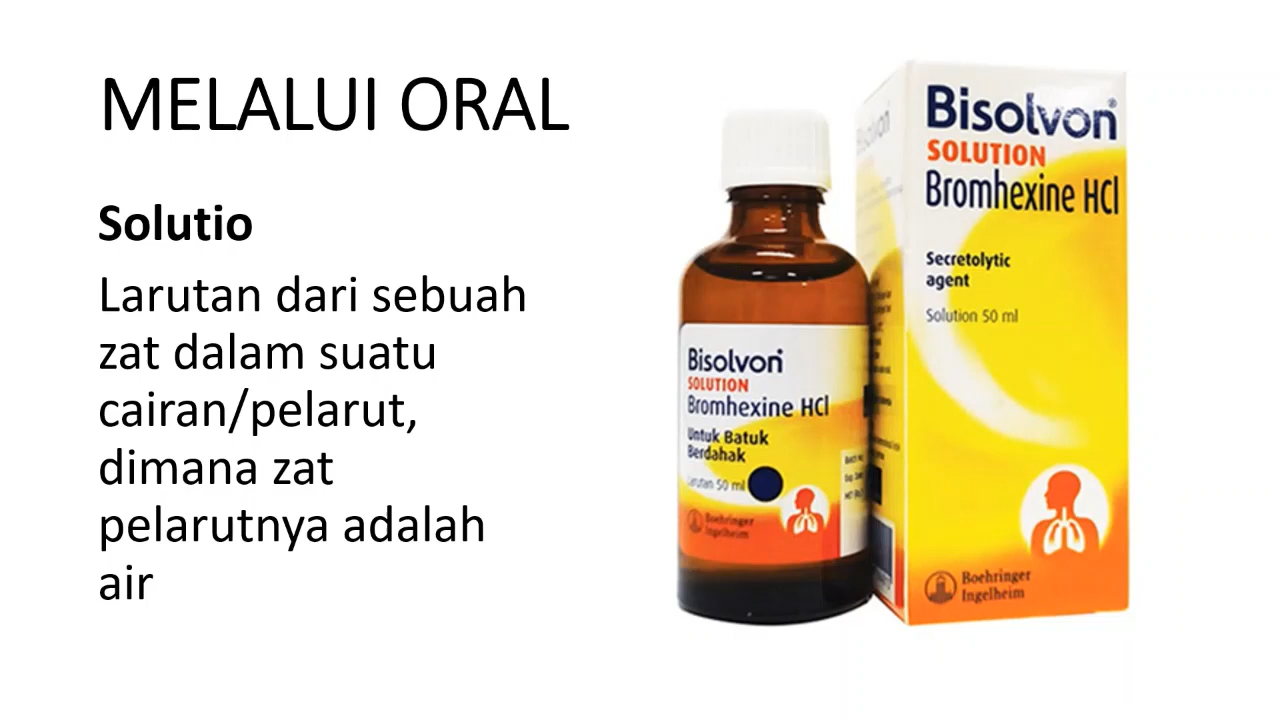 MELALUI ORAL
Solutio
Larutan dari sebuah
zat dalam suatu
cairan/pelarut,
dimana zat
pelarutnya adalah
air
Bisolvon
SOLUTION
Bromhexine HCl
Untuk Batuk
Berdahak
Larutan 50 ml
Boehringer
Ingelheim
Bisolvon
Bisolvon®
SOLUTION
Bromhexine HCl
Secretolytic
agent
Solution 50 ml
Boehringer
Ingelheim